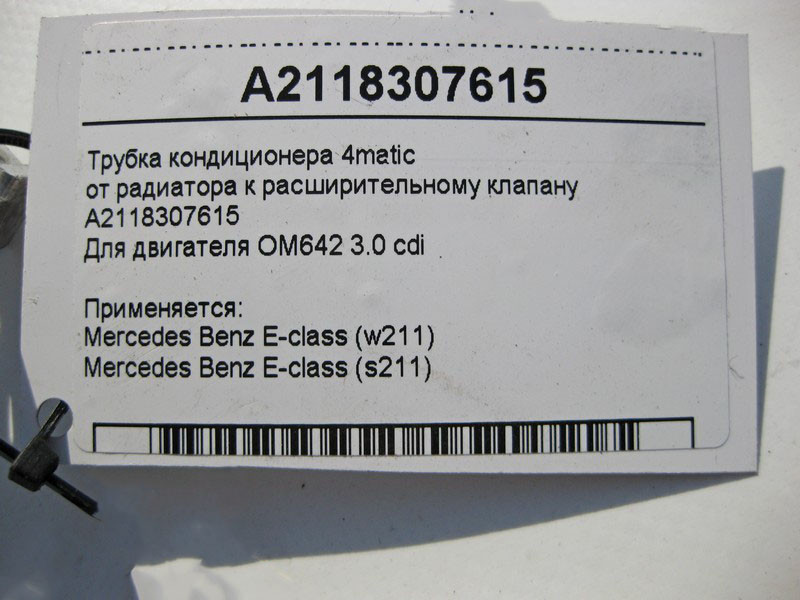 A2118307615
Трубка кондиционера 4matic
от радиатора к расширительному клапану
A2118307615
Для двигателя OM642 3.0 cdi
Применяется:
Mercedes Benz E-class (w211)
Mercedes Benz E-class (s211)